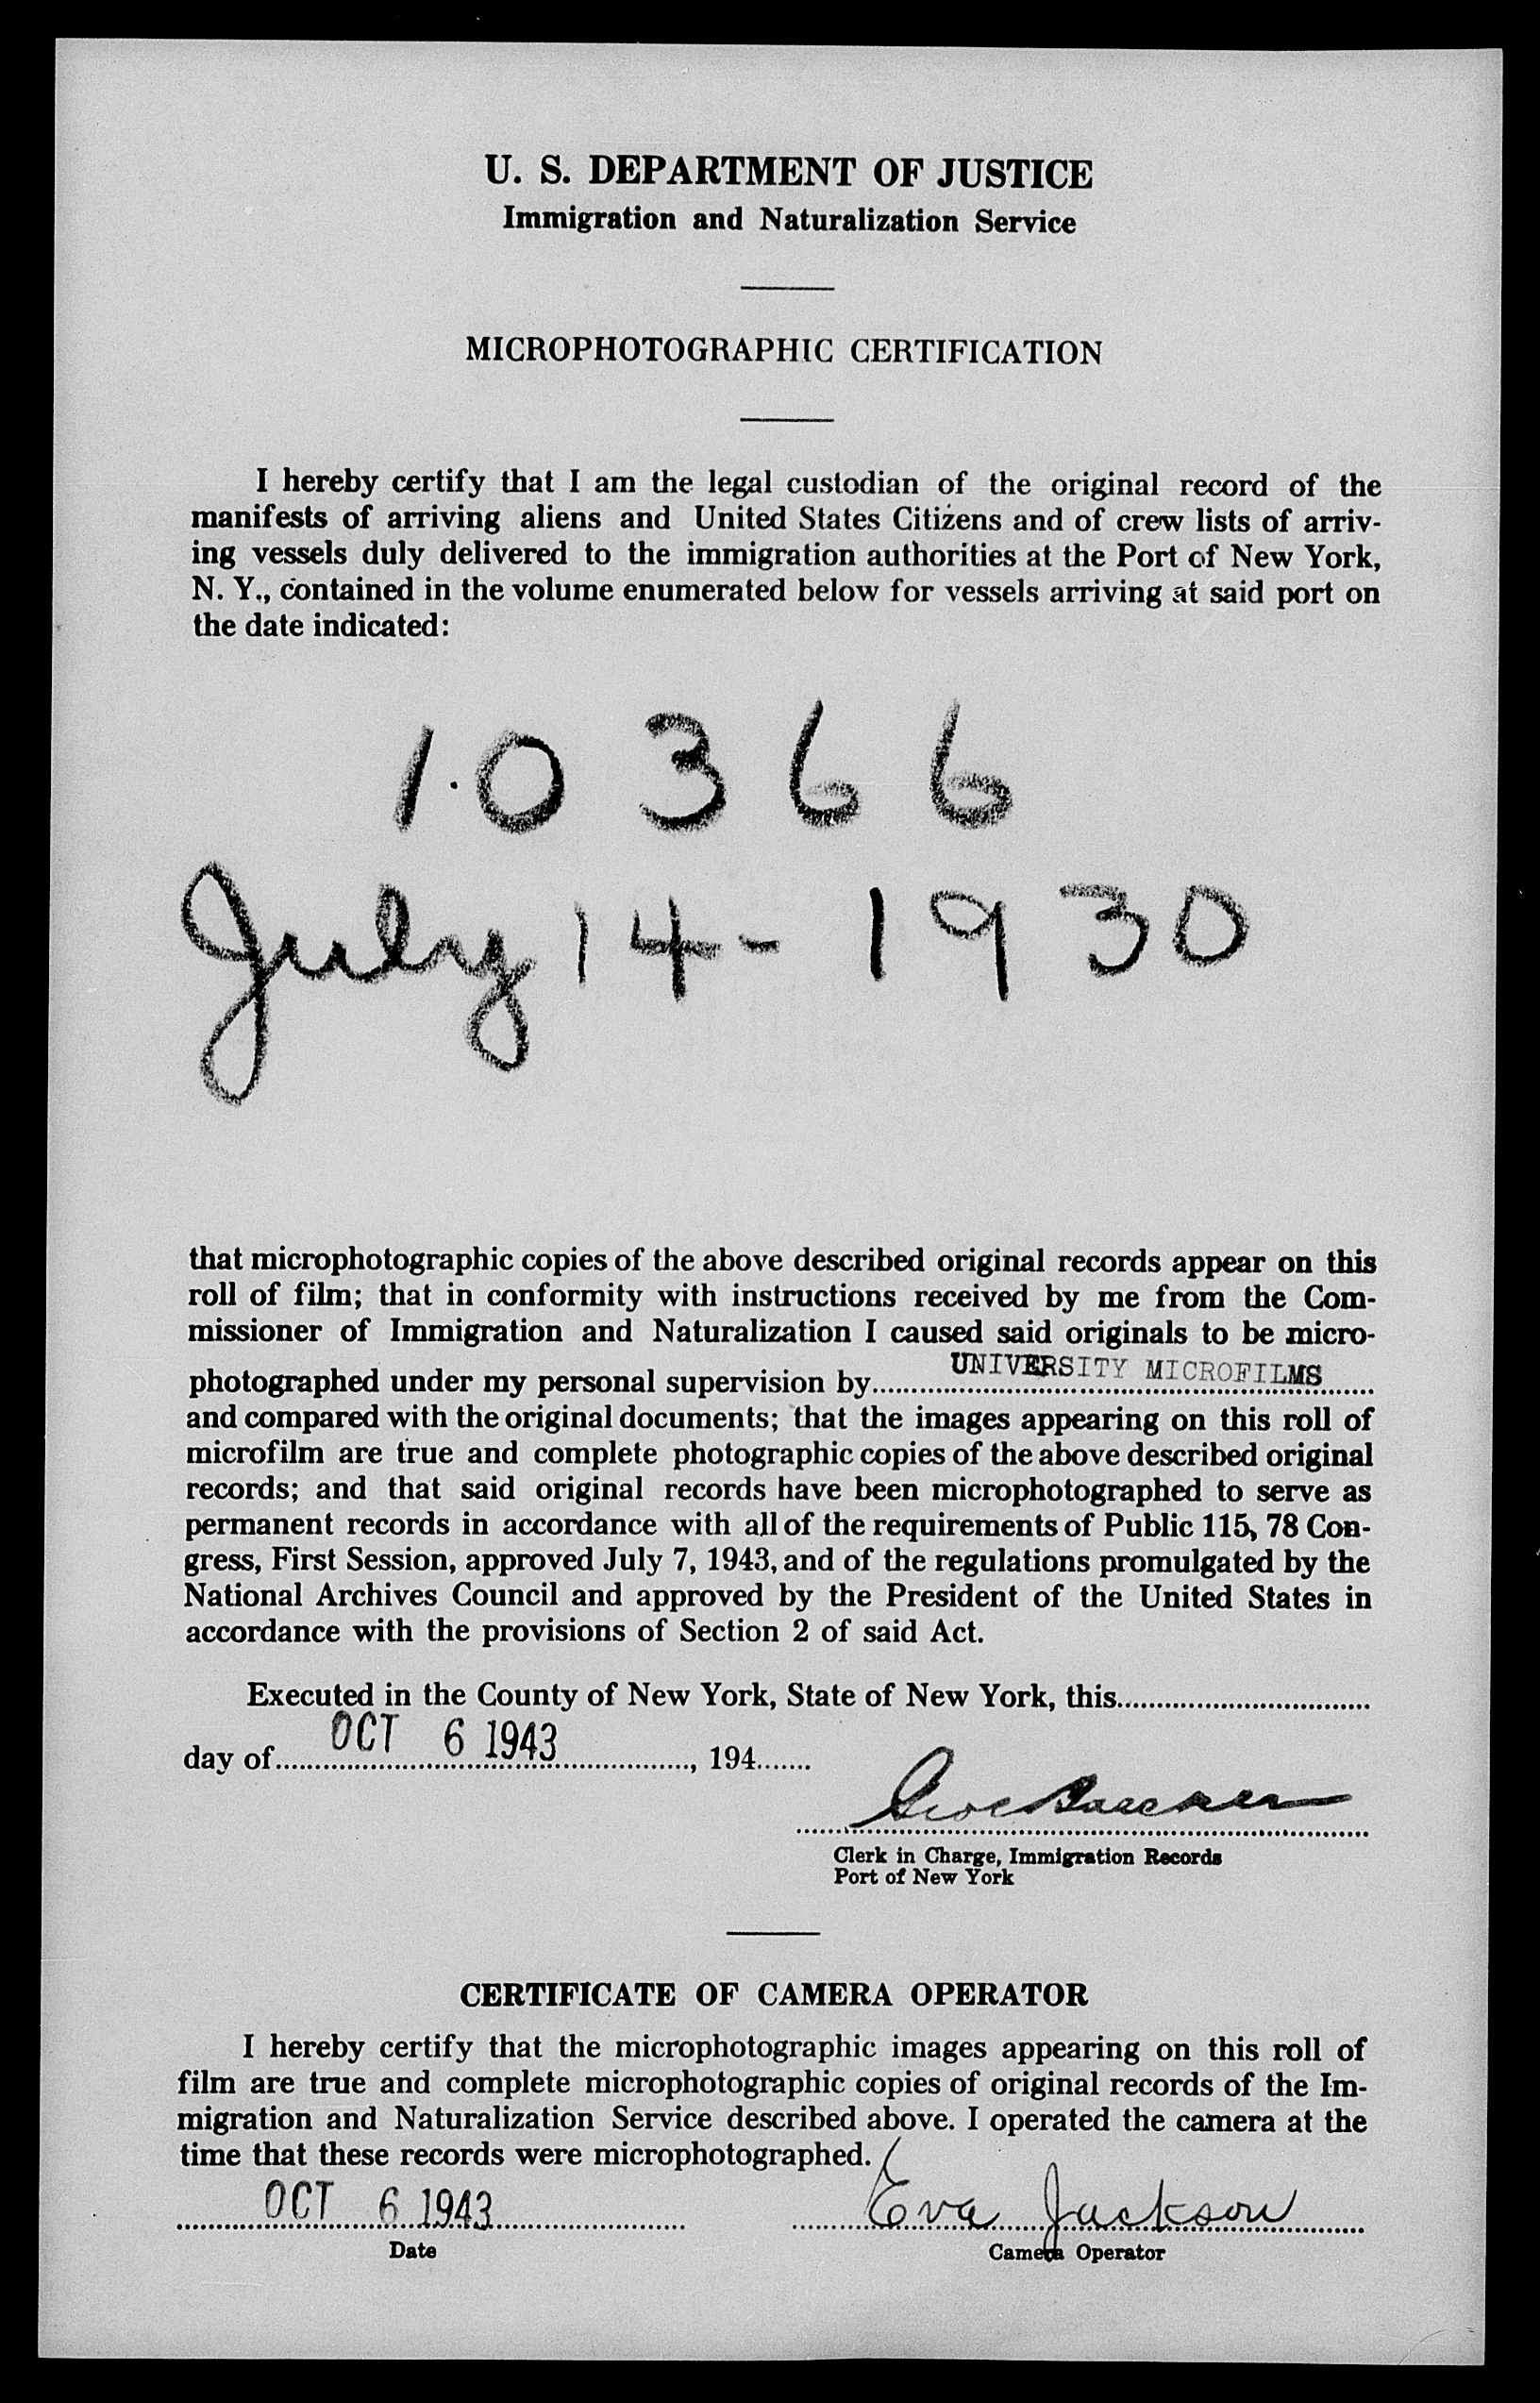 U. S. DEPARTMENT OF JUSTICE
Immigration and Naturalization Service
MICROPHOTOGRAPHIC CERTIFICATION
I hereby certify that I am the legal custodian of the original record of the
manifests of arriving aliens and United States Citizens and of crew lists of arriv-
ing vessels duly delivered to the immigration authorities at the Port of New York,
N. Y., contained in the volume enumerated below for vessels arriving at said port on
the date indicated:
10366
July 14-1930
that microphotographic copies of the above described original records appear on this
roll of film; that in conformity with instructions received by me from the Com-
missioner of Immigration and Naturalization I caused said originals to be micro-
photographed under my personal supervision by UNIVERSITY MICROFILMS
and compared with the original documents; that the images appearing on this roll of
microfilm are true and complete photographic copies of the above described original
records; and that said original records have been microphotographed to serve as
permanent records in accordance with all of the requirements of Public 115, 78 Con-
gress, First Session, approved July 7, 1943, and of the regulations promulgated by the
National Archives Council and approved by the President of the United States in
accordance with the provisions of Section 2 of said Act.
Executed in the County of New York, State of New York, this
day of OCT 6 1943, 194
Clerk in Charge, Immigration Records
Port of New York
CERTIFICATE OF CAMERA OPERATOR
I hereby certify that the microphotographic images appearing on this roll of
film are true and complete microphotographic copies of original records of the Im-
migration and Naturalization Service described above. I operated the camera at the
time that these records were microphotographed.
OCT 6 1943 Eva Jackson
Date Camera Operator